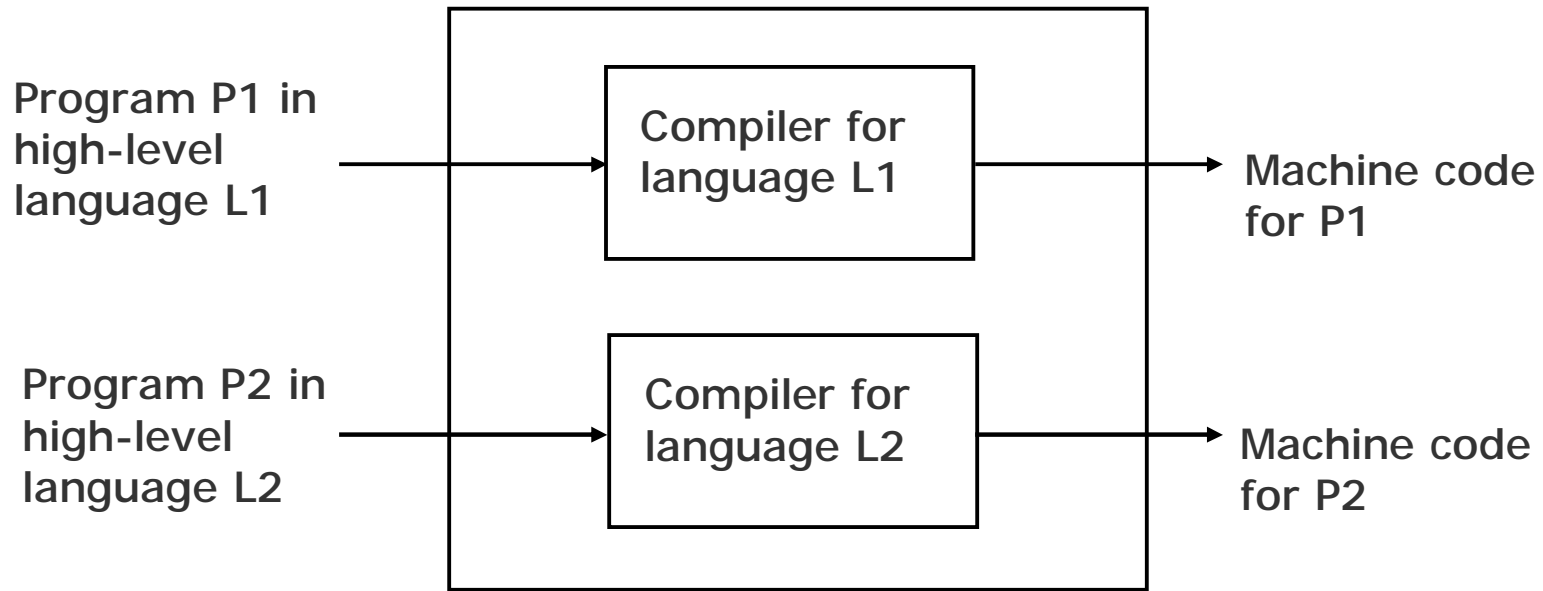 Program P1 in
high-level
language L1
Compiler for
language L1
Machine code
for P1
Program P2 in
high-level
language L2
Compiler for
language L2
Machine code
for P2